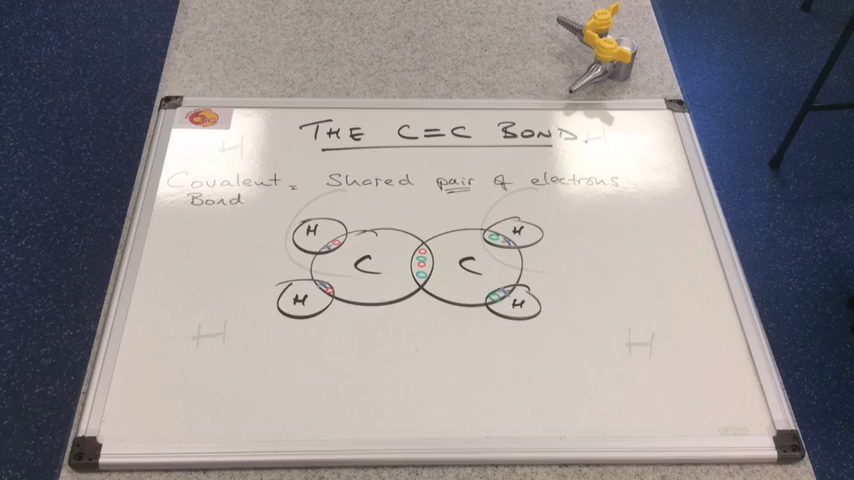 THE C=C BOND
Covalent = Shared pair of electrons
Bond
H H
C C
H H
H H
H H